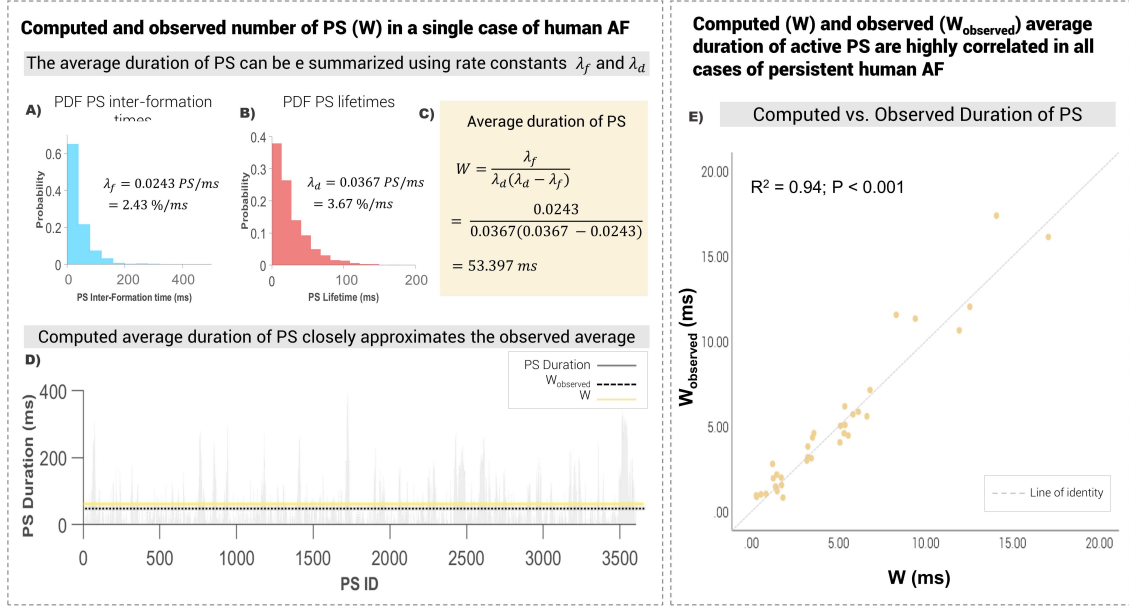 Computed and observed number of PS (W) in a single case of human AF
The average duration of PS can be e summarized using rate constants λf and λd
A)
PDF PS inter-formation
times
Probability
0.6
0.4
0.2
0
0
200
400
λf = 0.0243 PS/ms
= 2.43 %/ms
PS Inter-Formation time (ms)
B)
PDF PS lifetimes
Probability
0.4
0.3
0.2
0.1
0
0
100
200
λd = 0.0367 PS/ms
= 3.67 %/ms
PS Lifetime (ms)
C)
Average duration of PS
W = λf / λd(λd − λf)
= 0.0243 / 0.0367(0.0367 − 0.0243)
= 53.397 ms
Computed average duration of PS closely approximates the observed average
D)
PS Duration
Wobserved
W
PS Duration (ms)
400
200
0
0
500
1000
1500
2000
2500
3000
3500
PS ID
Computed (W) and observed (Wobserved) average
duration of active PS are highly correlated in all
cases of persistent human AF
E)
Computed vs. Observed Duration of PS
R2 = 0.94; P < 0.001
Wobserved (ms)
20.00
15.00
10.00
5.00
.00
Line of identity
.00
5.00
10.00
15.00
20.00
W (ms)